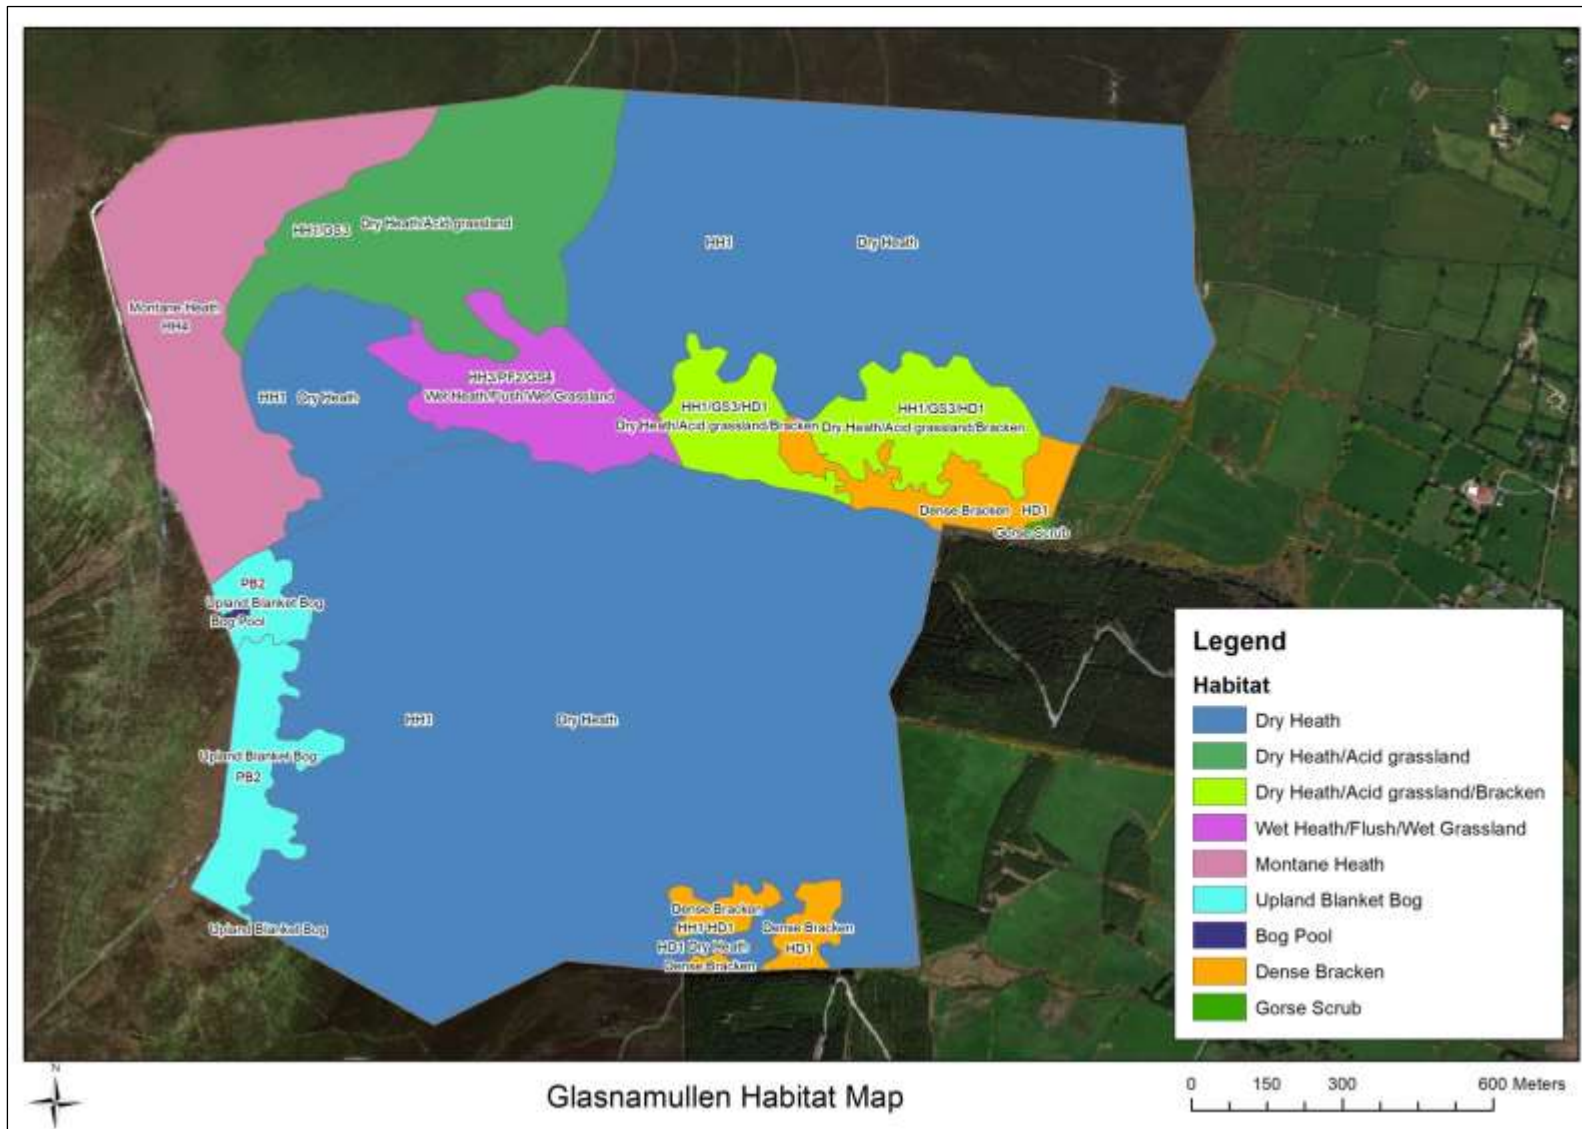 HH1/GS3 Dry Heath/Acid grassland
HH1 Dry Heath
Montane Heath
HH4
HH3/PF2/GS4
Wet Heath/Flush/Wet Grassland
HH1 Dry Heath
HH1/GS3/HD1
Dry Heath/Acid grassland/Bracken
HH1/GS3/HD1
Dry Heath/Acid grassland/Bracken
Dense Bracken - HD1
Gorse Scrub
PB2
Upland Blanket Bog
Bog Pool
HH1 Dry Heath
Upland Blanket Bog
PB2
Upland Blanket Bog
Dense Bracken
HH1 HD1
HD1 Dry Heath
Dense Bracken
Dense Bracken
HD1
Legend
Habitat
Dry Heath
Dry Heath/Acid grassland
Dry Heath/Acid grassland/Bracken
Wet Heath/Flush/Wet Grassland
Montane Heath
Upland Blanket Bog
Bog Pool
Dense Bracken
Gorse Scrub
N
Glasnamullen Habitat Map
0 150 300 600 Meters